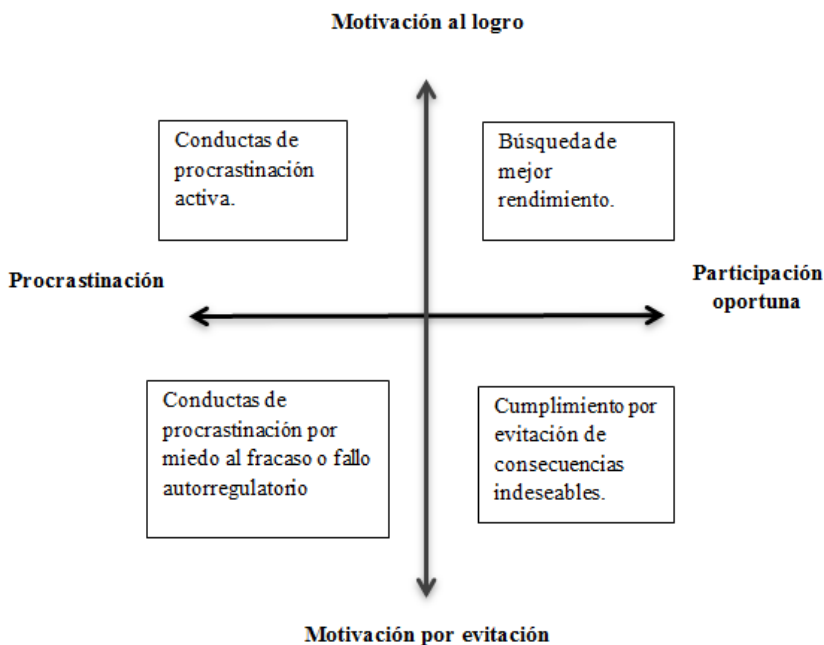 Motivación al logro
Conductas de
procrastinación
activa.
Búsqueda de
mejor
rendimiento.
Procrastinación
Participación
oportuna
Conductas de
procrastinación por
miedo al fracaso o fallo
autorregulatorio
Cumplimiento por
evitación de
consecuencias
indeseables.
Motivación por evitación